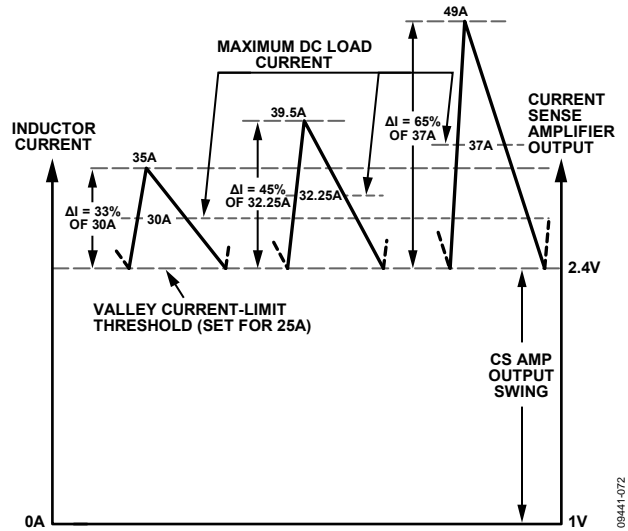 49A
MAXIMUM DC LOAD
CURRENT
39.5A
ΔI = 65%
OF 37A
CURRENT
SENSE
AMPLIFIER
OUTPUT
INDUCTOR
CURRENT
35A
37A
ΔI = 45%
OF 32.25A
32.25A
ΔI = 33%
OF 30A
30A
2.4V
VALLEY CURRENT-LIMIT
THRESHOLD (SET FOR 25A)
CS AMP
OUTPUT
SWING
0A
1V
09441-072